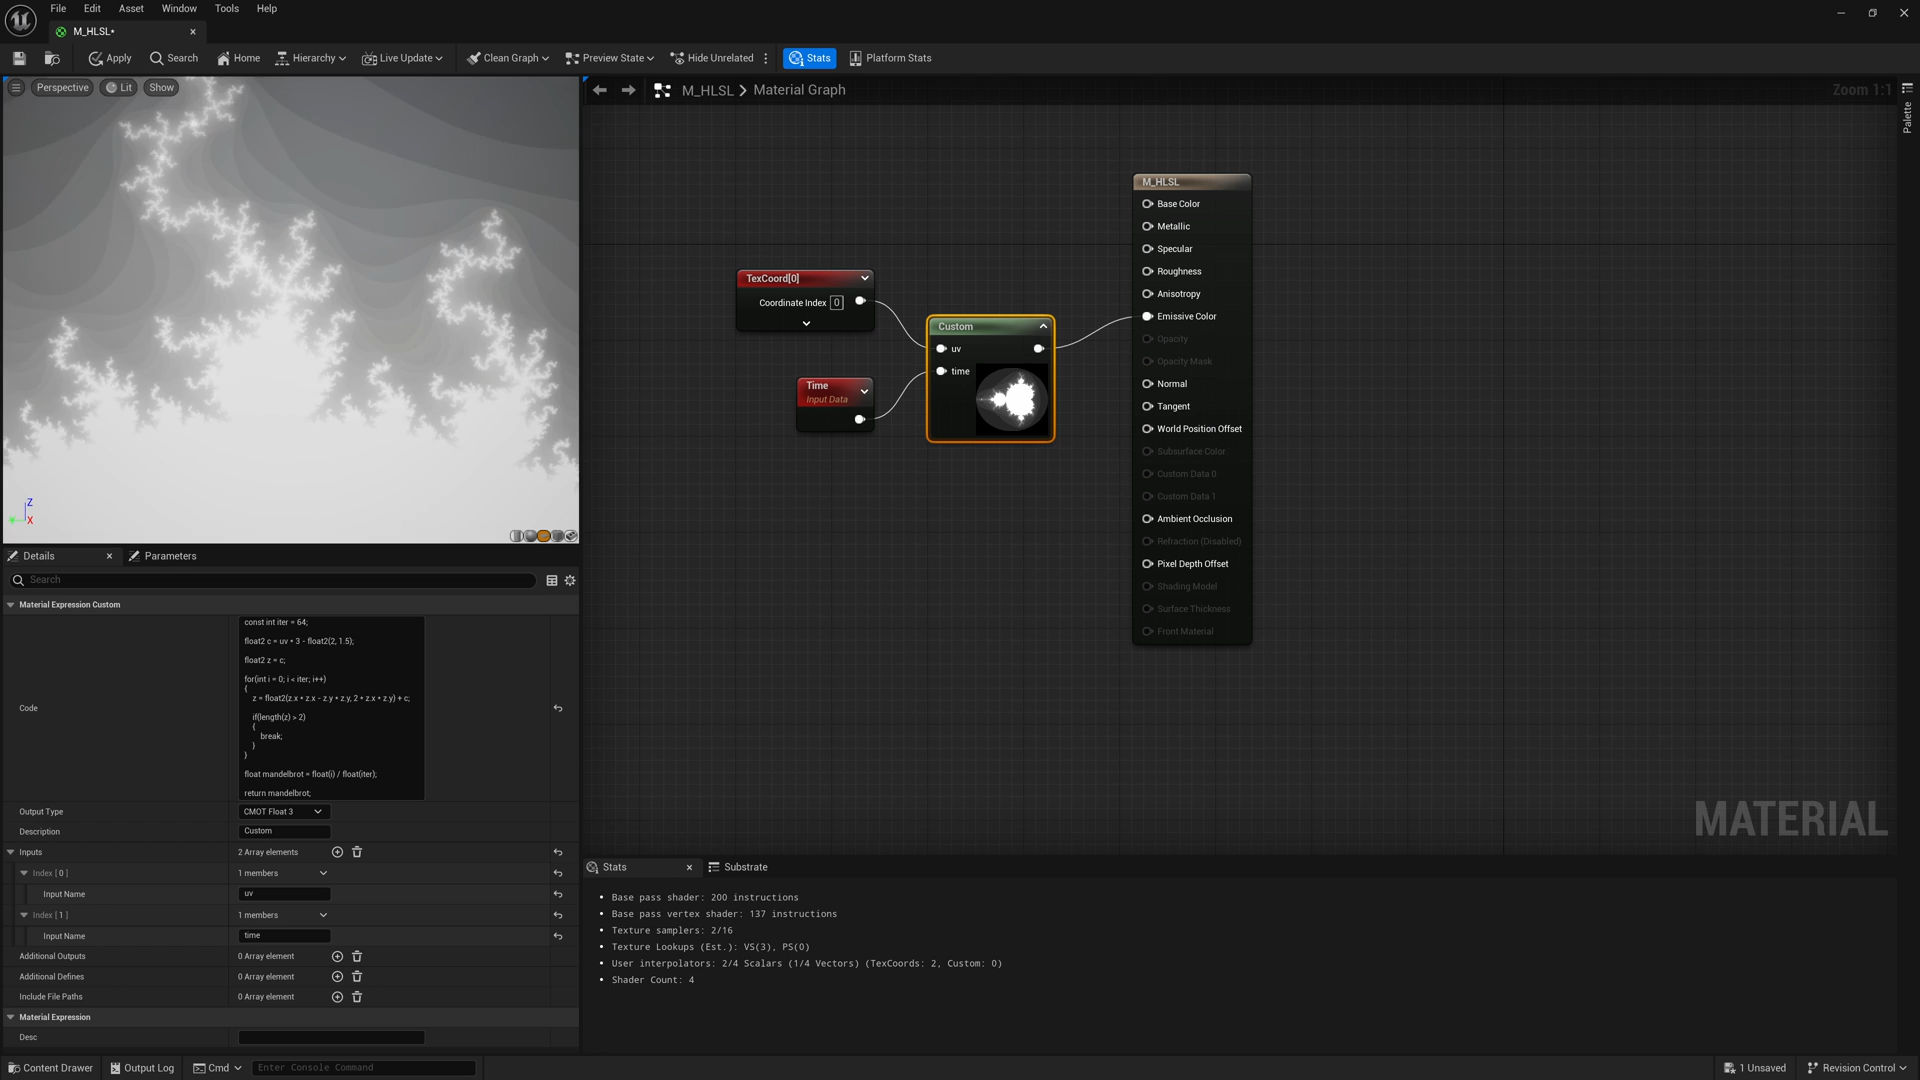 File Edit Asset Window Tools Help
M_HLSL•
Apply Search Home Hierarchy Live Update Clean Graph Preview State Hide Unrelated Stats Platform Stats
Perspective Lit Show
M_HLSL > Material Graph
Zoom 1:1
Palette
M_HLSL
Base Color
Metallic
Specular
Roughness
Anisotropy
Emissive Color
Opacity
Opacity Mask
Normal
Tangent
World Position Offset
Subsurface Color
Custom Data 0
Custom Data 1
Ambient Occlusion
Refraction (Disabled)
Pixel Depth Offset
Shading Model
Surface Thickness
Front Material
TexCoord[0]
Coordinate Index 0
Time
Input Data
Custom
uv
time
Z
Y
X
MATERIAL
Details Parameters
Search
Material Expression Custom
Code
const int iter = 64;
float2 c = uv * 3 - float2(2, 1.5);
float2 z = c;
for(int i = 0; i < iter; i++)
{
z = float2(z.x * z.x - z.y * z.y, 2 * z.x * z.y) + c;
if(length(z) > 2)
{
break;
}
}
float mandelbrot = float(i) / float(iter);
return mandelbrot;
Output Type CMOT Float 3
Description Custom
Inputs 2 Array elements
Index [ 0 ] 1 members
Input Name uv
Index [ 1 ] 1 members
Input Name time
Additional Outputs 0 Array element
Additional Defines 0 Array element
Include File Paths 0 Array element
Material Expression
Desc
Stats Substrate
• Base pass shader: 200 instructions
• Base pass vertex shader: 137 instructions
• Texture samplers: 2/16
• Texture Lookups (Est.): VS(3), PS(0)
• User interpolators: 2/4 Scalars (1/4 Vectors) (TexCoords: 2, Custom: 0)
• Shader Count: 4
Content Drawer Output Log Cmd Enter Console Command 1 Unsaved Revision Control